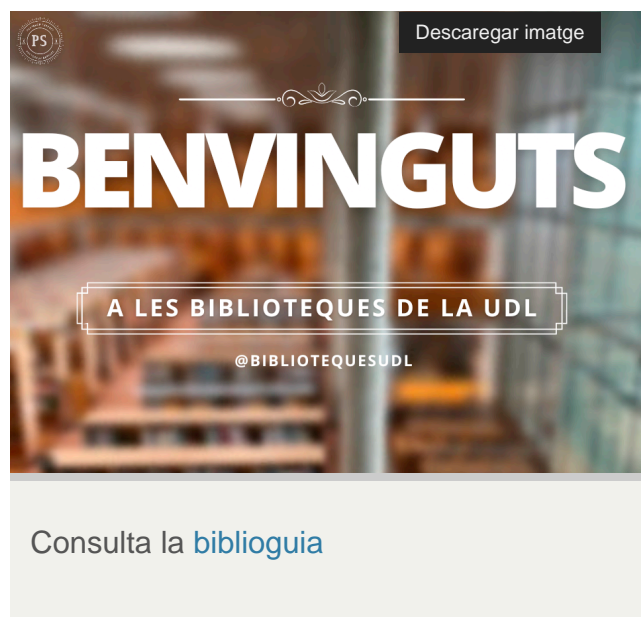 PS
Descaregar imatge
BENVINGUTS
A LES BIBLIOTEQUES DE LA UDL
@BIBLIOTEQUESUDL
Consulta la biblioguia